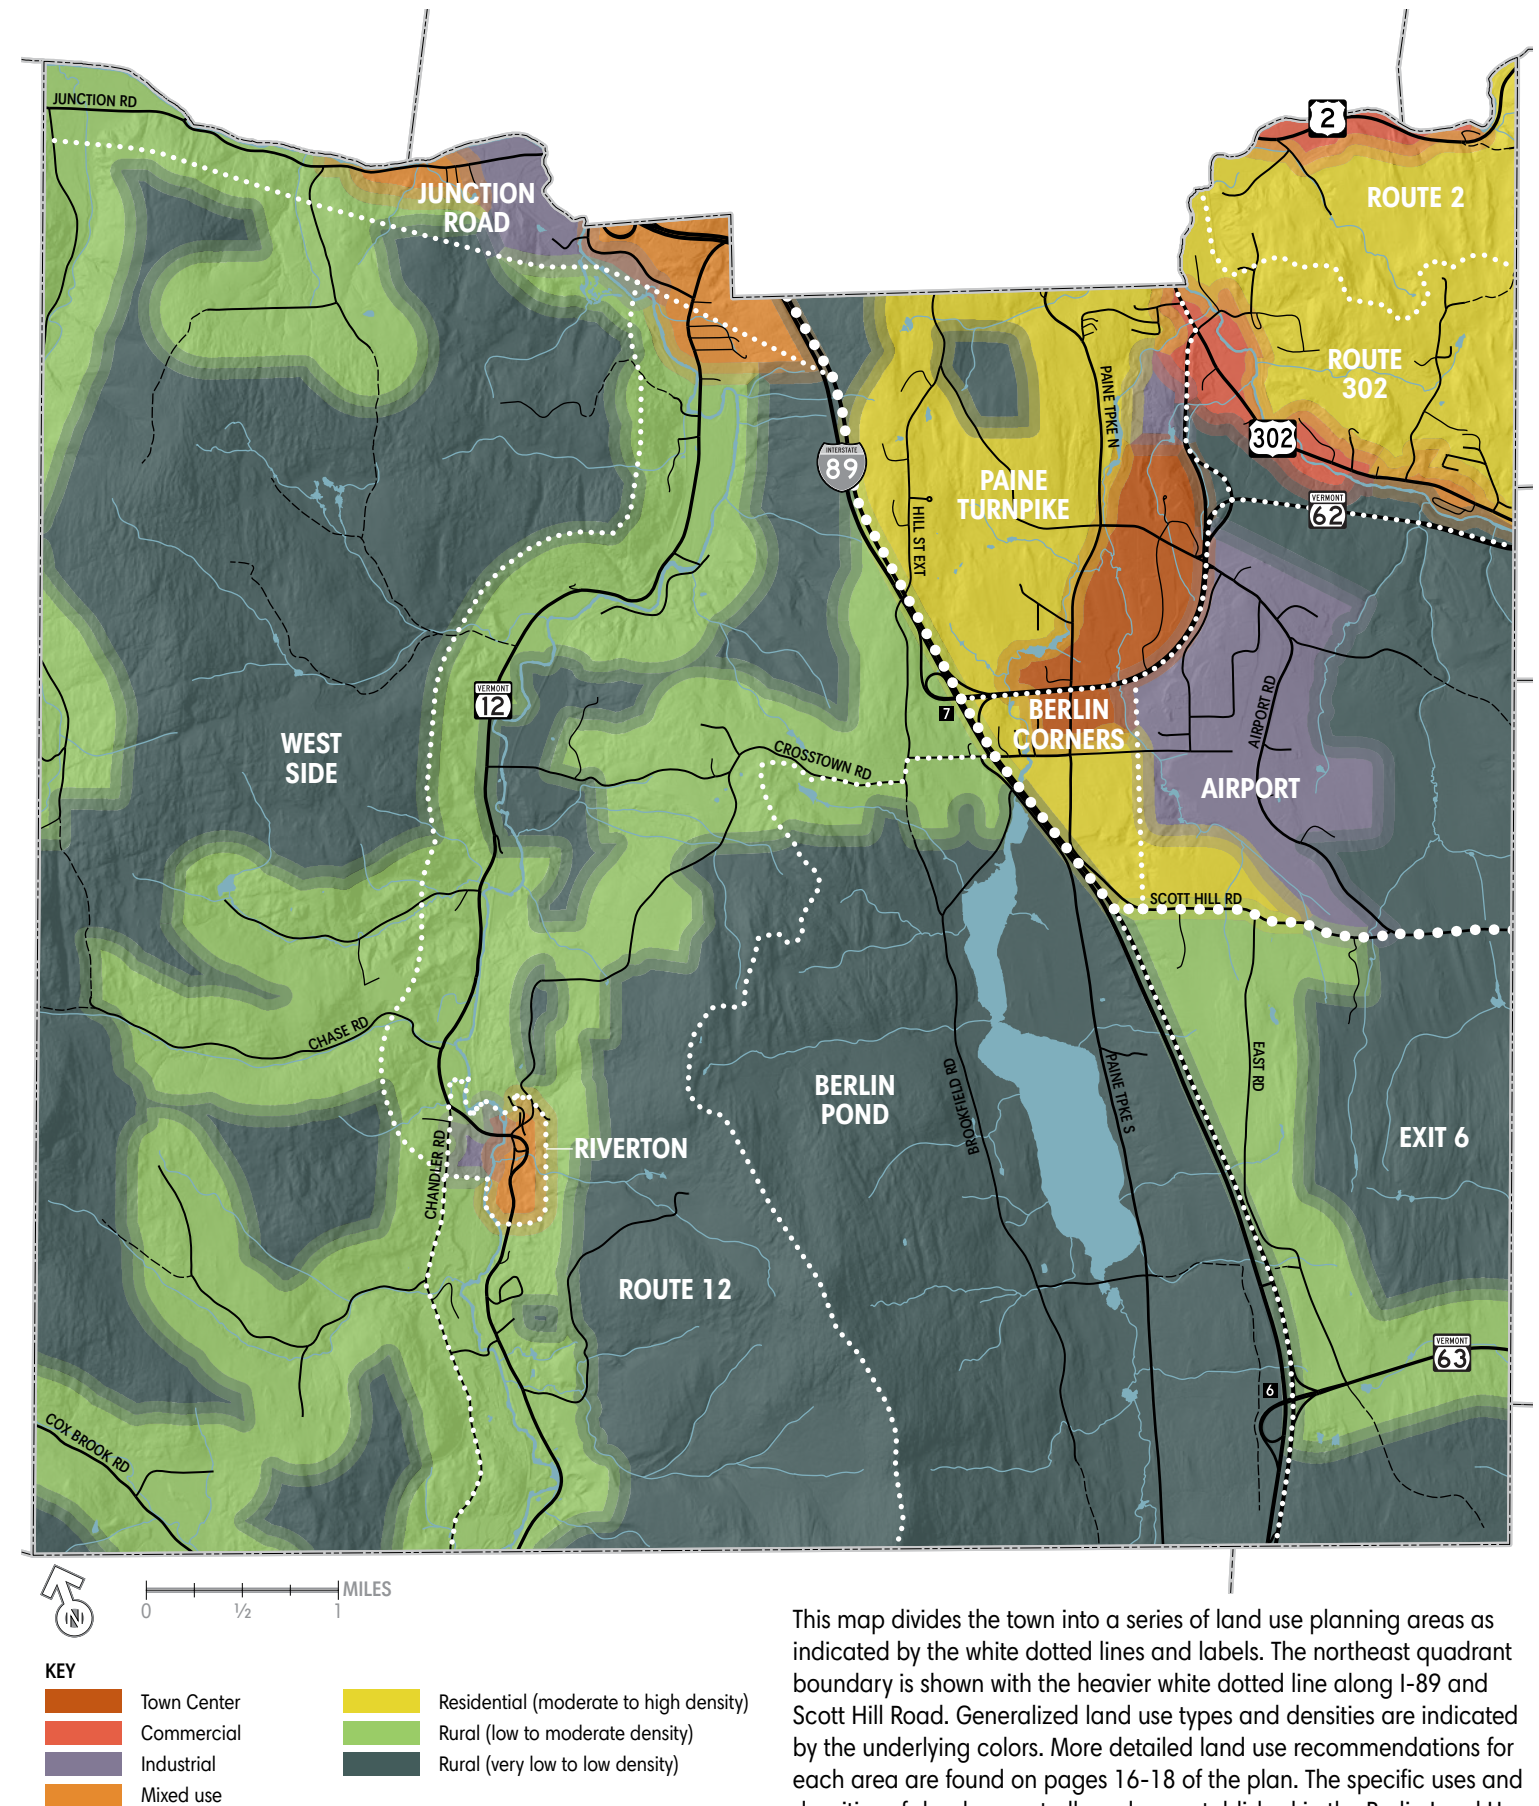 JUNCTION RD
2
JUNCTION
ROAD
ROUTE 2
ROUTE
302
PAINE TPKE N
302
INTERSTATE
89
PAINE
TURNPIKE
HILL ST EXT
VERMONT
62
VERMONT
12
7
BERLIN
CORNERS
AIRPORT RD
WEST
SIDE
CROSSTOWN RD
AIRPORT
SCOTT HILL RD
CHASE RD
EAST RD
BERLIN
POND
BROOKFIELD RD
PAINE TPKE S
EXIT 6
RIVERTON
CHANDLER RD
ROUTE 12
VERMONT
63
6
COX BROOK RD
N
MILES
0 ½ 1
This map divides the town into a series of land use planning areas as
indicated by the white dotted lines and labels. The northeast quadrant
boundary is shown with the heavier white dotted line along I-89 and
Scott Hill Road. Generalized land use types and densities are indicated
by the underlying colors. More detailed land use recommendations for
each area are found on pages 16-18 of the plan. The specific uses and
KEY
Town Center
Commercial
Industrial
Mixed use
Residential (moderate to high density)
Rural (low to moderate density)
Rural (very low to low density)